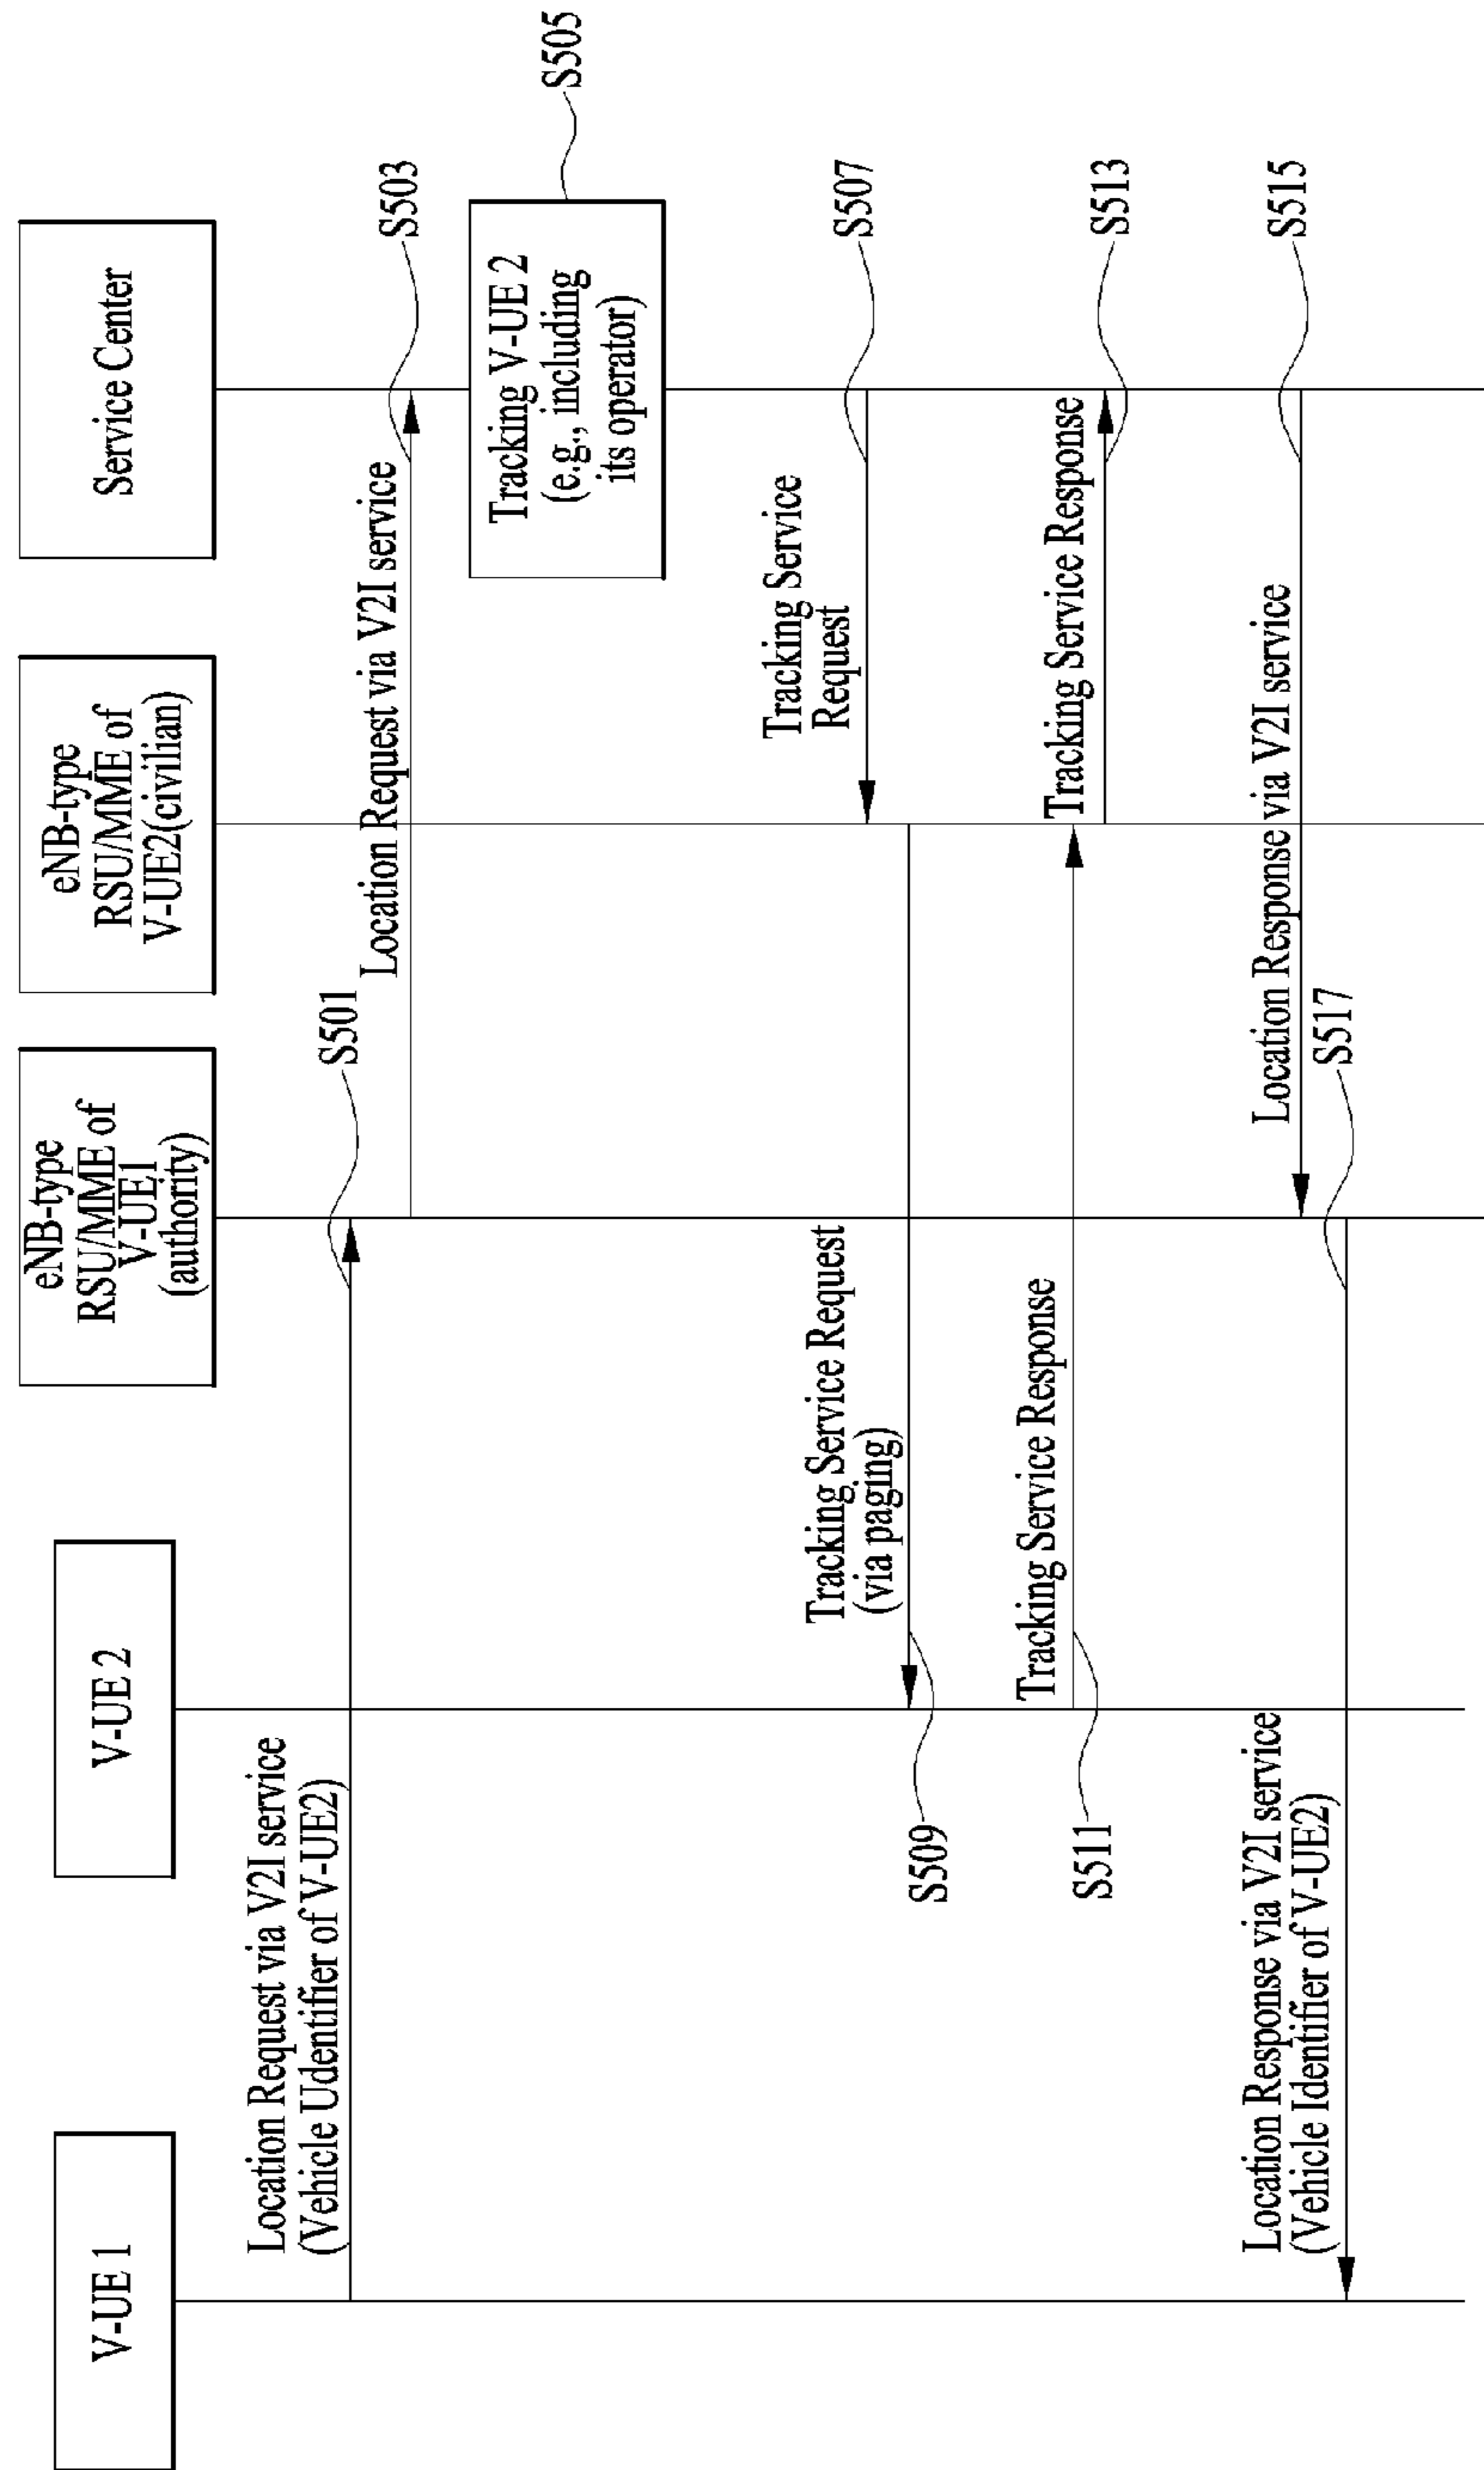 V-UE 1
V-UE 2
eNB-type
RSU/MME of
V-UE1
(authority)
eNB-type
RSU/MME of
V-UE2(civilian)
Service Center
Location Request via V2I service
(Vehicle Udentifier of V-UE2)
S501
Location Request via V2I service
S503
Tracking V-UE 2
(e.g., including
its operator)
S505
Tracking Service
Request
S507
Tracking Service Request
(via paging)
S509
Tracking Service Response
S511
Tracking Service Response
S513
Location Response via V2I service
S515
Location Response via V2I service
(Vehicle Identifier of V-UE2)
S517